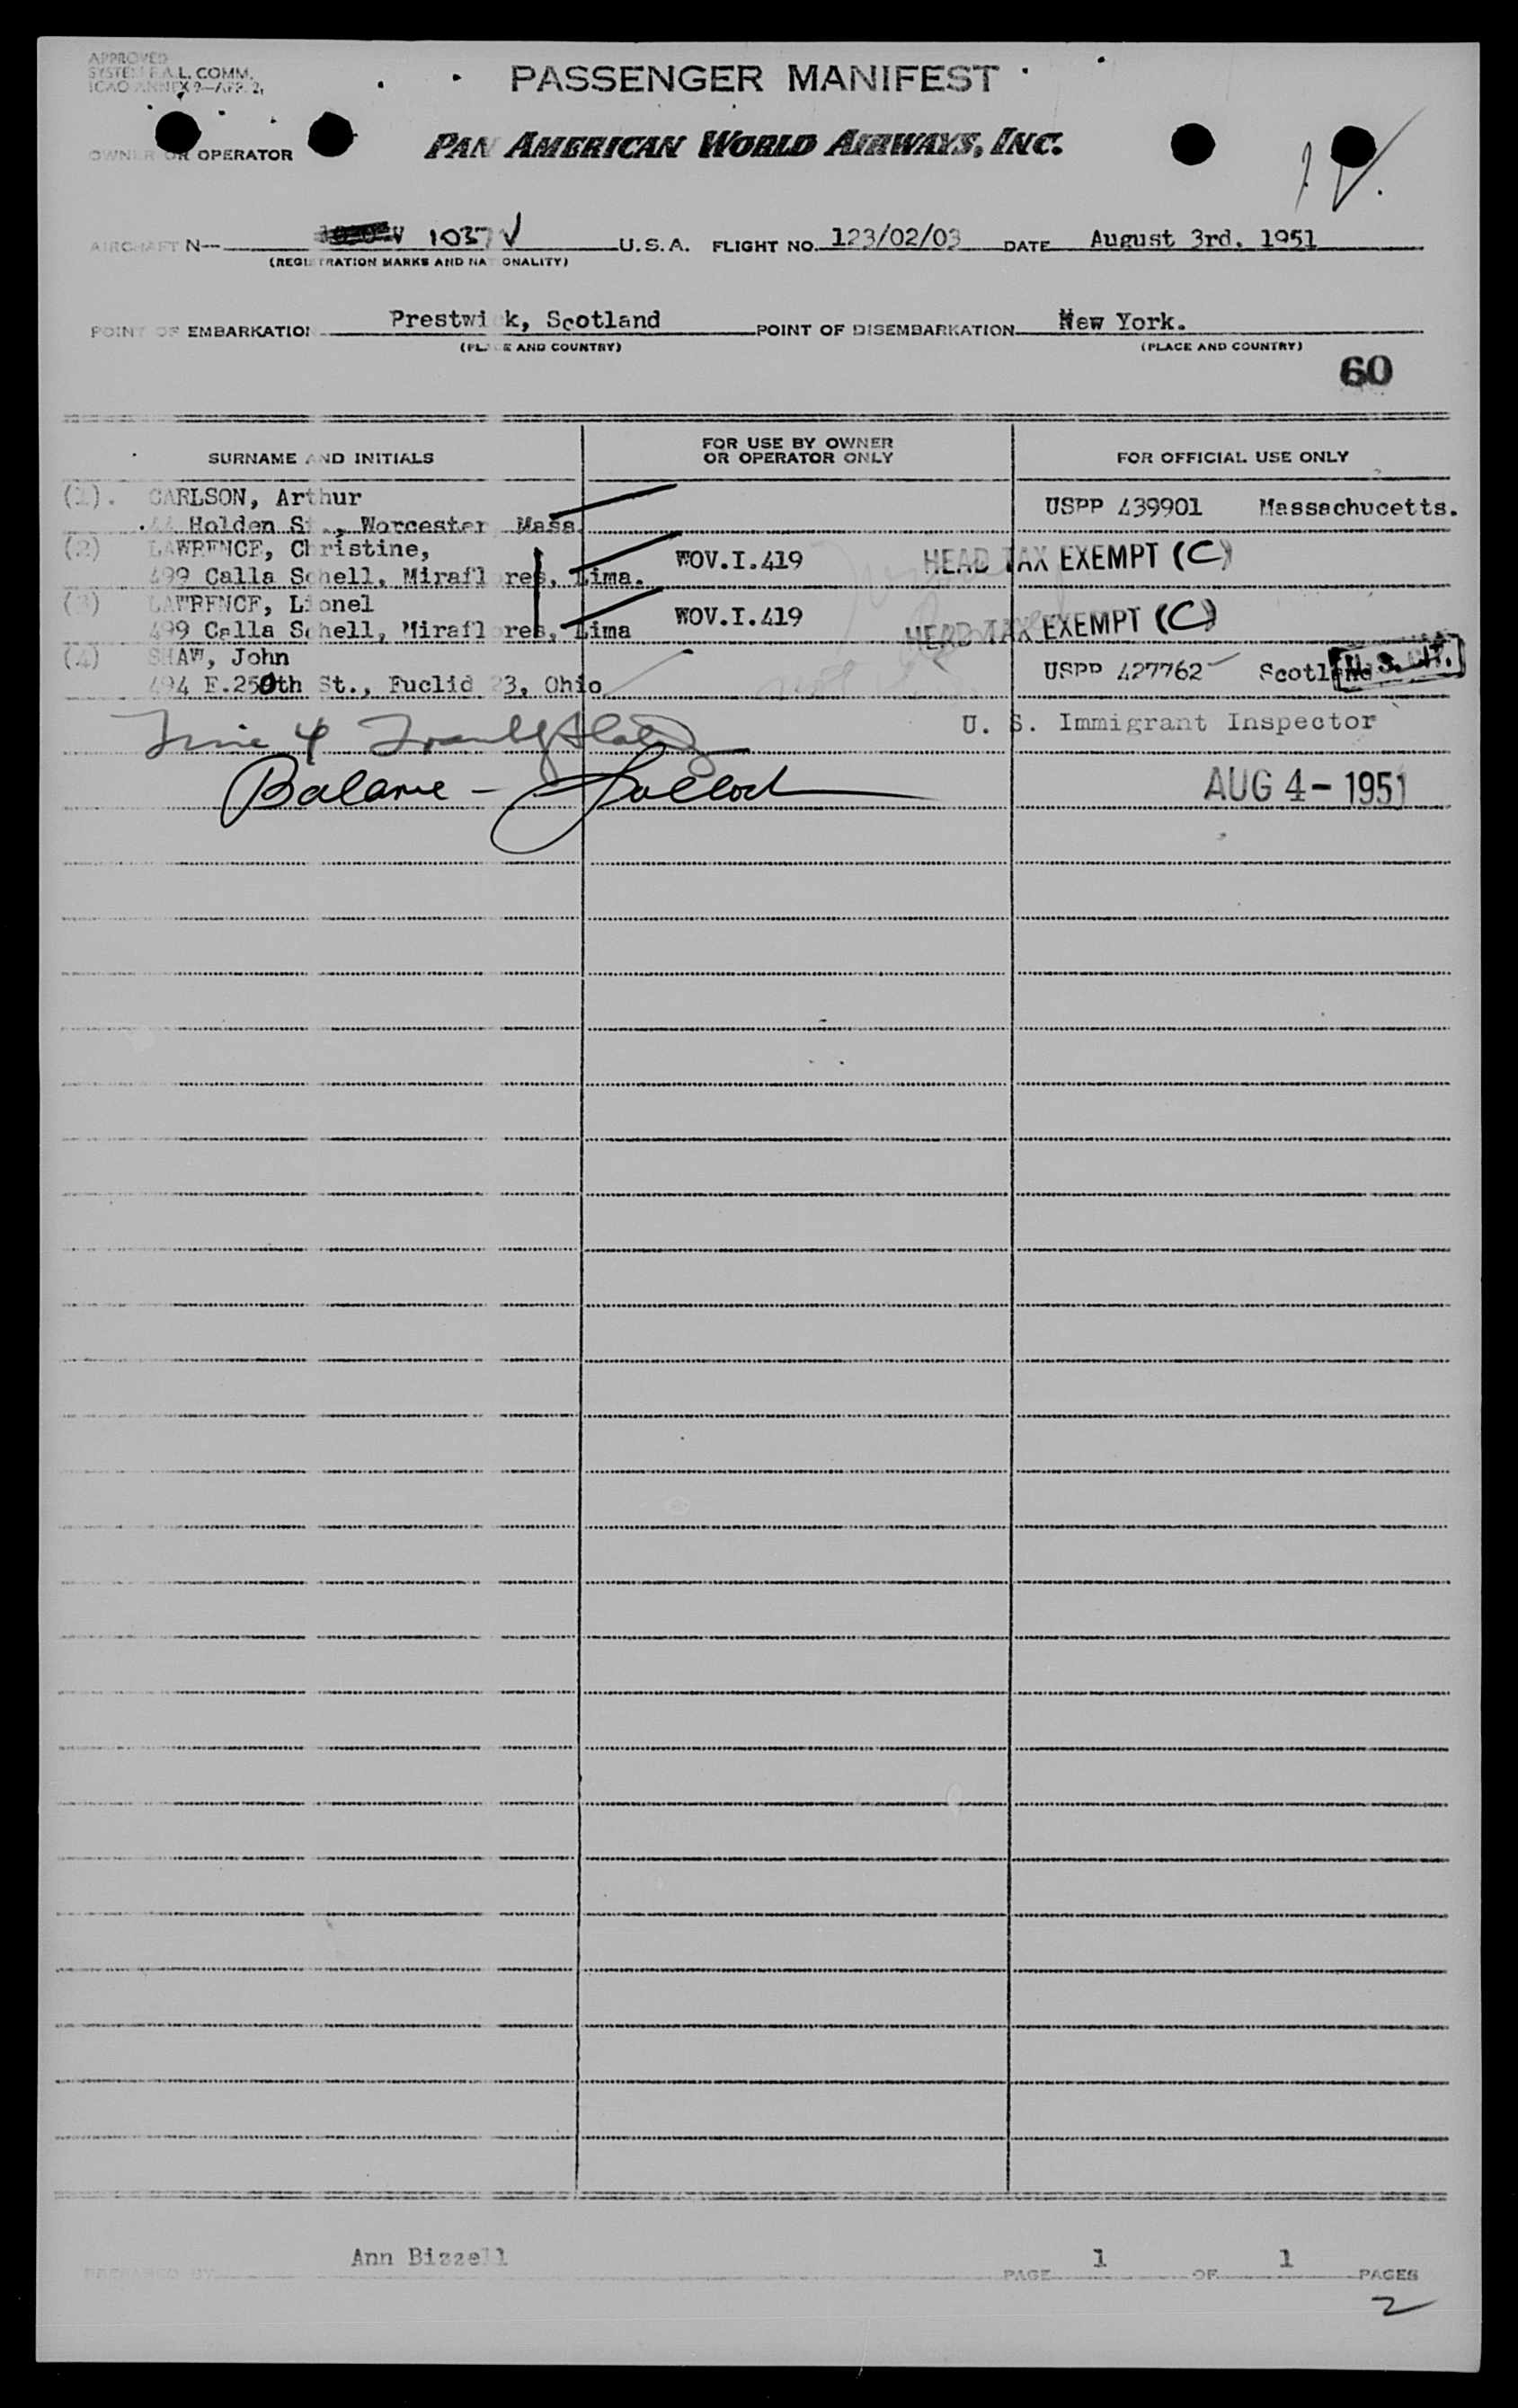 APPROVED
SYSTEM F.A.L. COMM.
ICAO ANNEX 9—APP. 2,
PASSENGER MANIFEST
OWNER OR OPERATOR PAN AMERICAN WORLD AIRWAYS, INC.
AIRCRAFT N-- 1037V U.S.A. FLIGHT NO. 123/02/03 DATE August 3rd. 1951
(REGISTRATION MARKS AND NATIONALITY)
POINT OF EMBARKATION Prestwick, Scotland POINT OF DISEMBARKATION New York.
(PLACE AND COUNTRY) (PLACE AND COUNTRY)
60
SURNAME AND INITIALS FOR USE BY OWNER OR OPERATOR ONLY FOR OFFICIAL USE ONLY
(1). CARLSON, Arthur USPP 439901 Massachucetts.
44 Holden St., Worcester, Mass.
(2) LAWRENCE, Christine, WOV.I.419 HEAD TAX EXEMPT (C)
499 Calla Schell, Miraflores, Lima.
(3) LAWRENCE, Lionel WOV.I.419 HEAD TAX EXEMPT (C)
499 Calla Schell, Miraflores, Lima
(4) SHAW, John USPP 427762 Scotland U. S. CIT.
494 E.250th St., Euclid 23, Ohio
Line 4
U. S. Immigrant Inspector
Balance -
AUG 4 - 1951
PREPARED BY Ann Bizzell PAGE 1 OF 1 PAGES
2